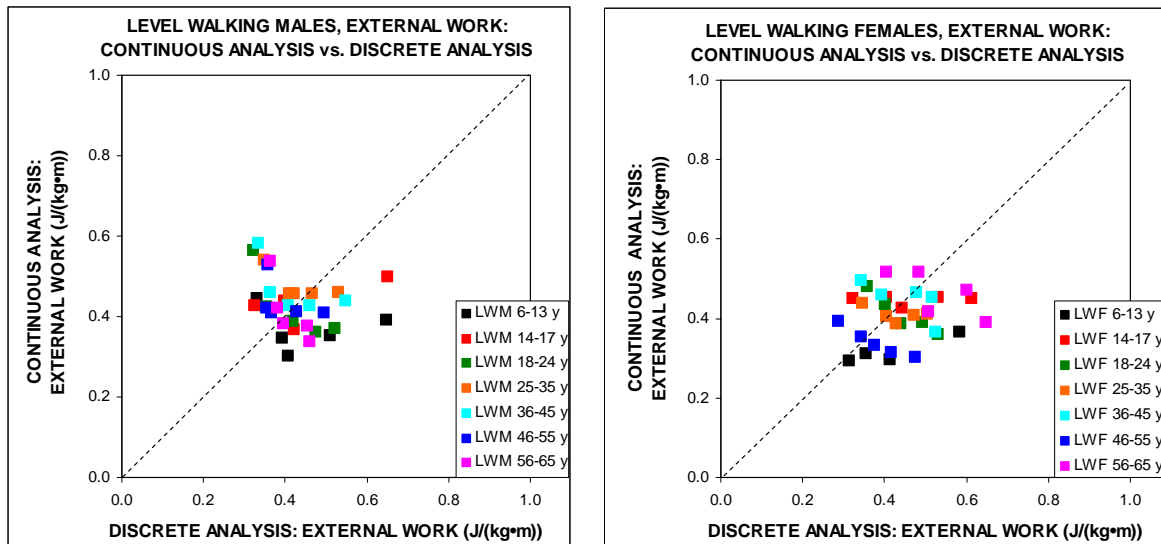 LEVEL WALKING MALES, EXTERNAL WORK:
CONTINUOUS ANALYSIS vs. DISCRETE ANALYSIS
CONTINUOUS ANALYSIS:
EXTERNAL WORK (J/(kg•m))
1.0
0.8
0.6
0.4
0.2
0.0
LWM 6-13 y
LWM 14-17 y
LWM 18-24 y
LWM 25-35 y
LWM 36-45 y
LWM 46-55 y
LWM 56-65 y
0.0 0.2 0.4 0.6 0.8 1.0
DISCRETE ANALYSIS: EXTERNAL WORK (J/(kg•m))
LEVEL WALKING FEMALES, EXTERNAL WORK:
CONTINUOUS ANALYSIS vs. DISCRETE ANALYSIS
CONTINUOUS ANALYSIS:
EXTERNAL WORK (J/(kg•m))
1.0
0.8
0.6
0.4
0.2
0.0
LWF 6-13 y
LWF 14-17 y
LWF 18-24 y
LWF 25-35 y
LWF 36-45 y
LWF 46-55 y
LWF 56-65 y
0.0 0.2 0.4 0.6 0.8 1.0
DISCRETE ANALYSIS: EXTERNAL WORK (J/(kg•m))